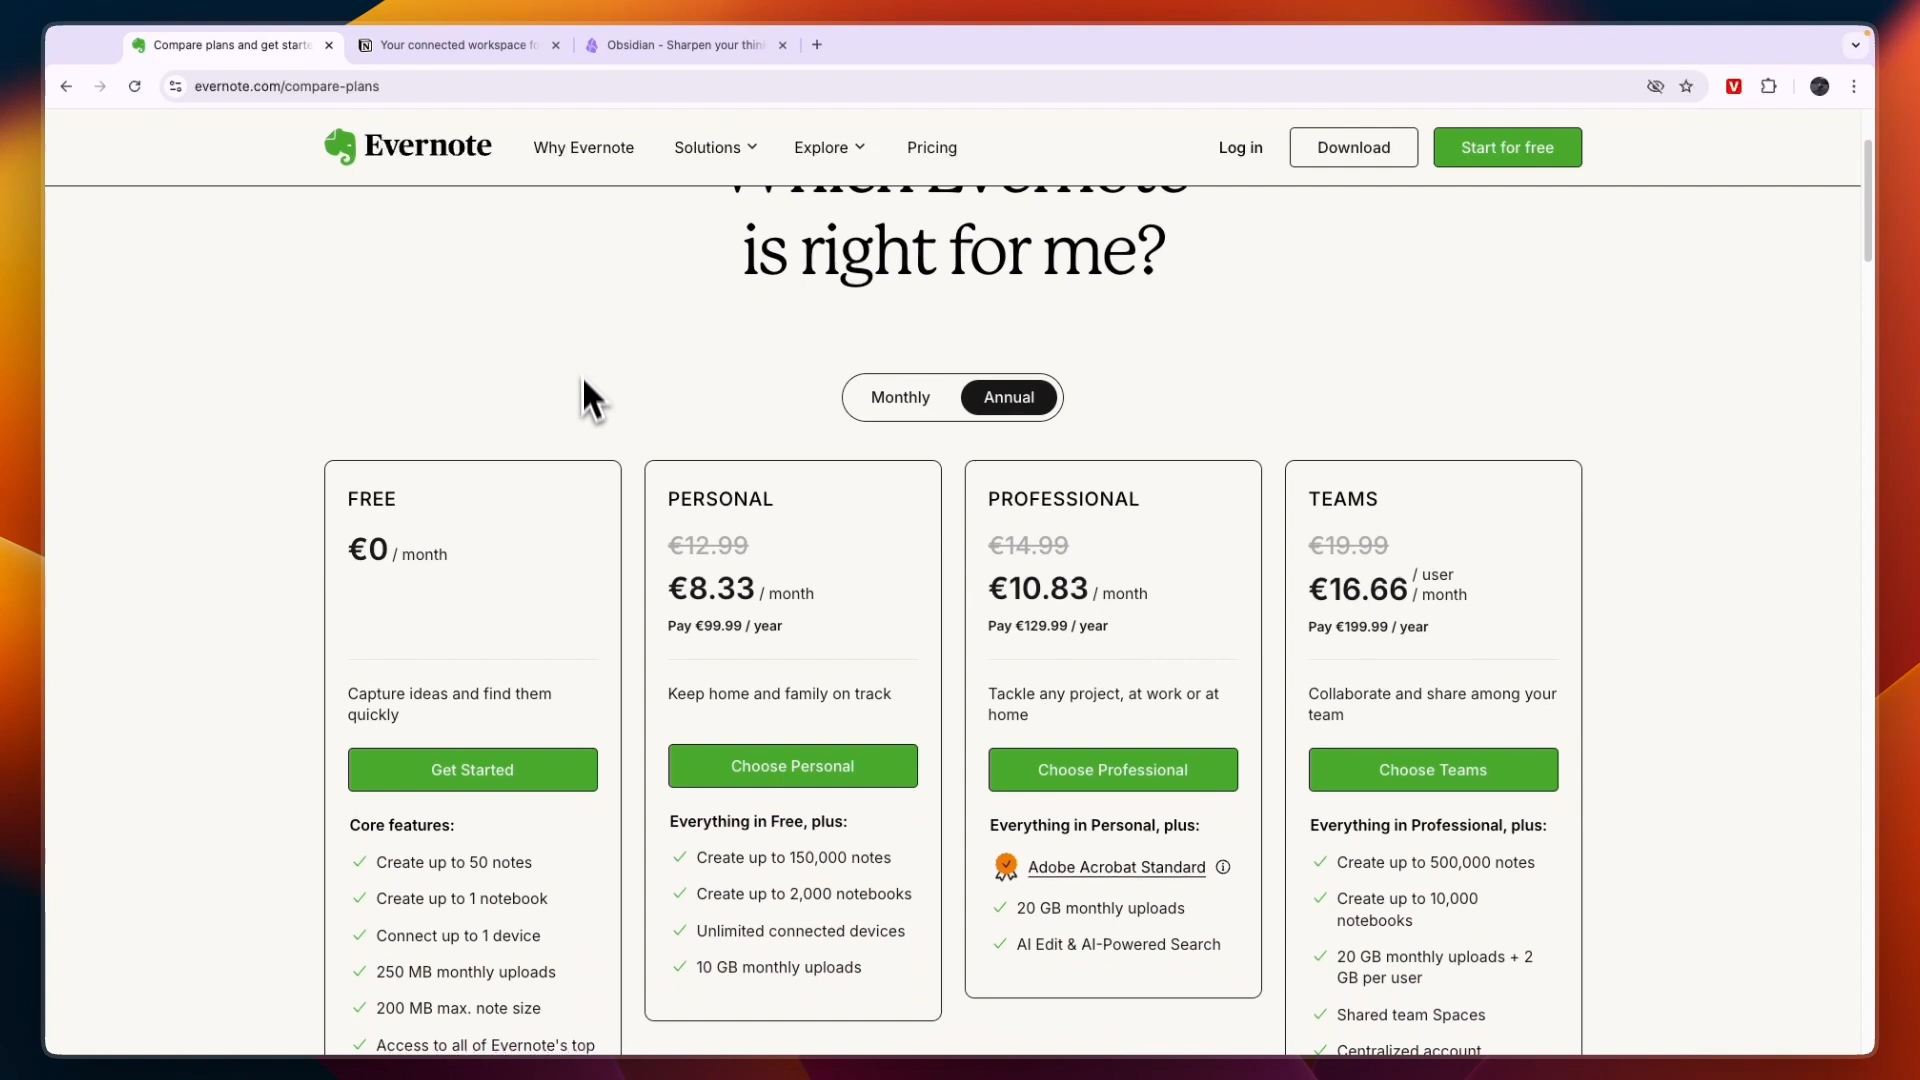 Compare plans and get starte
Your connected workspace fo
Obsidian - Sharpen your thin
evernote.com/compare-plans
V
Evernote
Why Evernote
Solutions
Explore
Pricing
Log in
Download
Start for free
Which Evernote
is right for me?
Monthly
Annual
FREE
€0 / month
Capture ideas and find them
quickly
Get Started
Core features:
Create up to 50 notes
Create up to 1 notebook
Connect up to 1 device
250 MB monthly uploads
200 MB max. note size
Access to all of Evernote's top
PERSONAL
€12.99
€8.33 / month
Pay €99.99 / year
Keep home and family on track
Choose Personal
Everything in Free, plus:
Create up to 150,000 notes
Create up to 2,000 notebooks
Unlimited connected devices
10 GB monthly uploads
PROFESSIONAL
€14.99
€10.83 / month
Pay €129.99 / year
Tackle any project, at work or at
home
Choose Professional
Everything in Personal, plus:
Adobe Acrobat Standard
20 GB monthly uploads
AI Edit & AI-Powered Search
TEAMS
€19.99
€16.66 / user
/ month
Pay €199.99 / year
Collaborate and share among your
team
Choose Teams
Everything in Professional, plus:
Create up to 500,000 notes
Create up to 10,000
notebooks
20 GB monthly uploads + 2
GB per user
Shared team Spaces
Centralized account